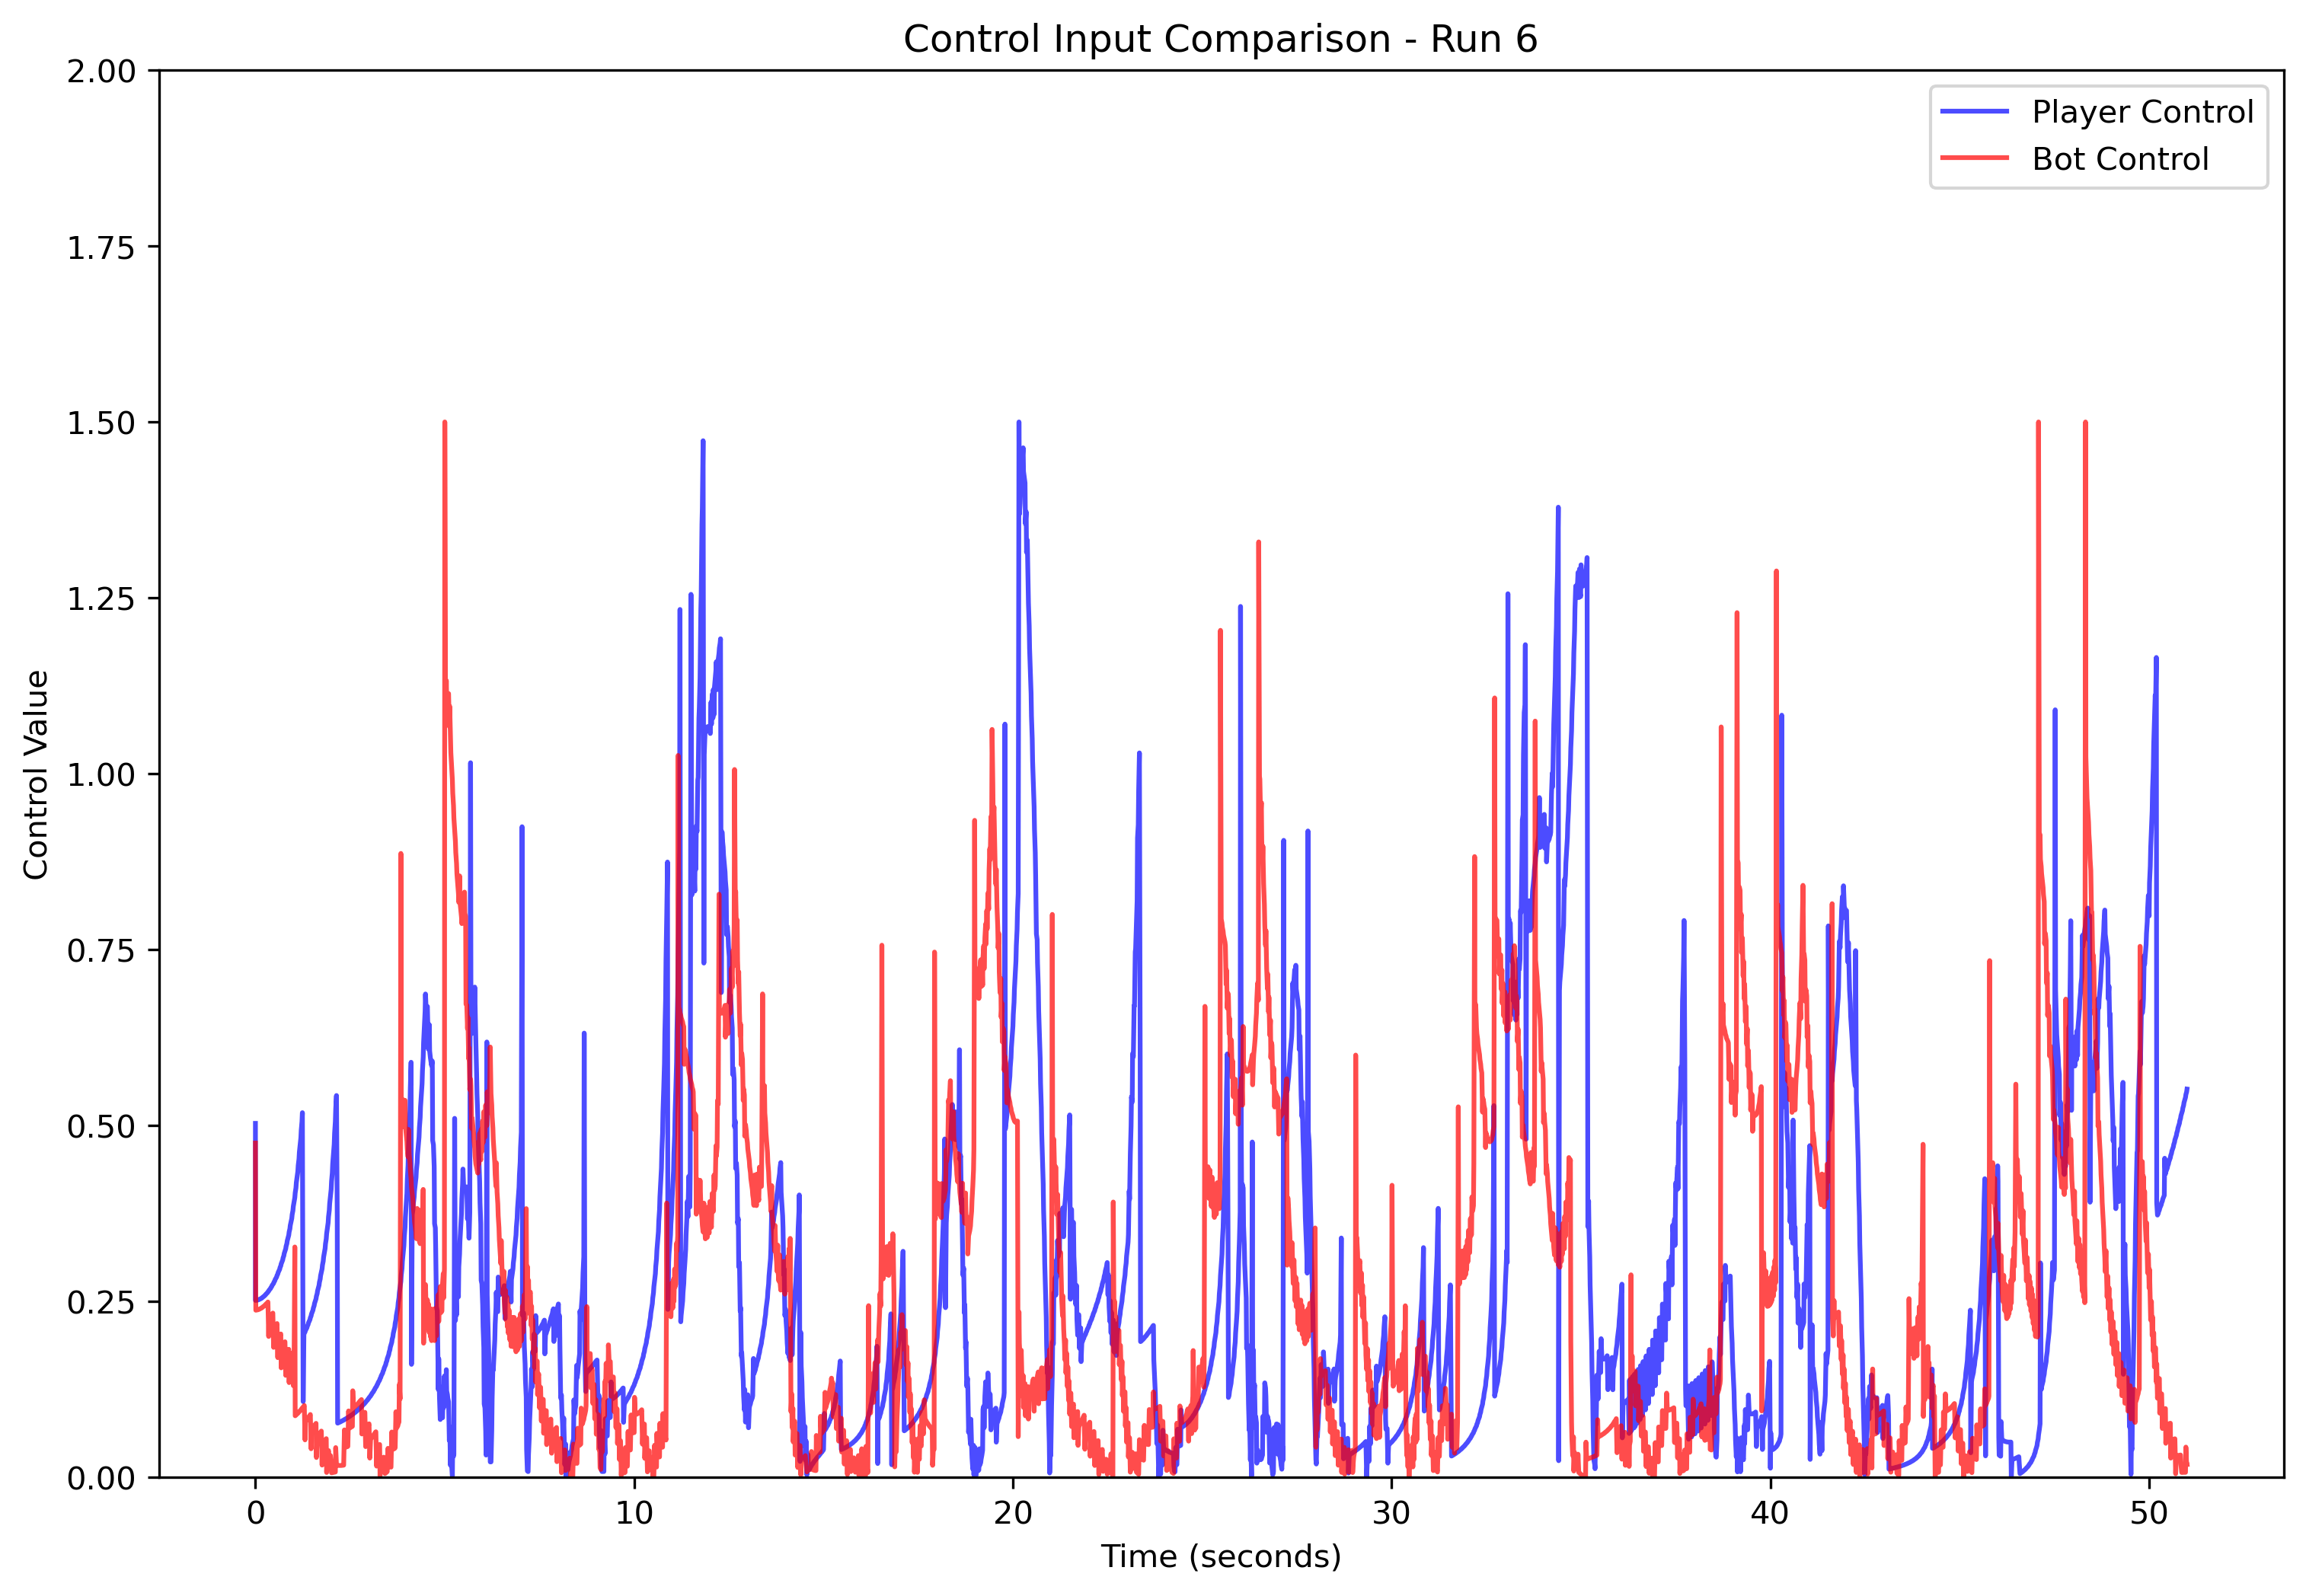 Control Input Comparison - Run 6
Player Control
Bot Control
Control Value
2.00
1.75
1.50
1.25
1.00
0.75
0.50
0.25
0.00
0 10 20 30 40 50
Time (seconds)